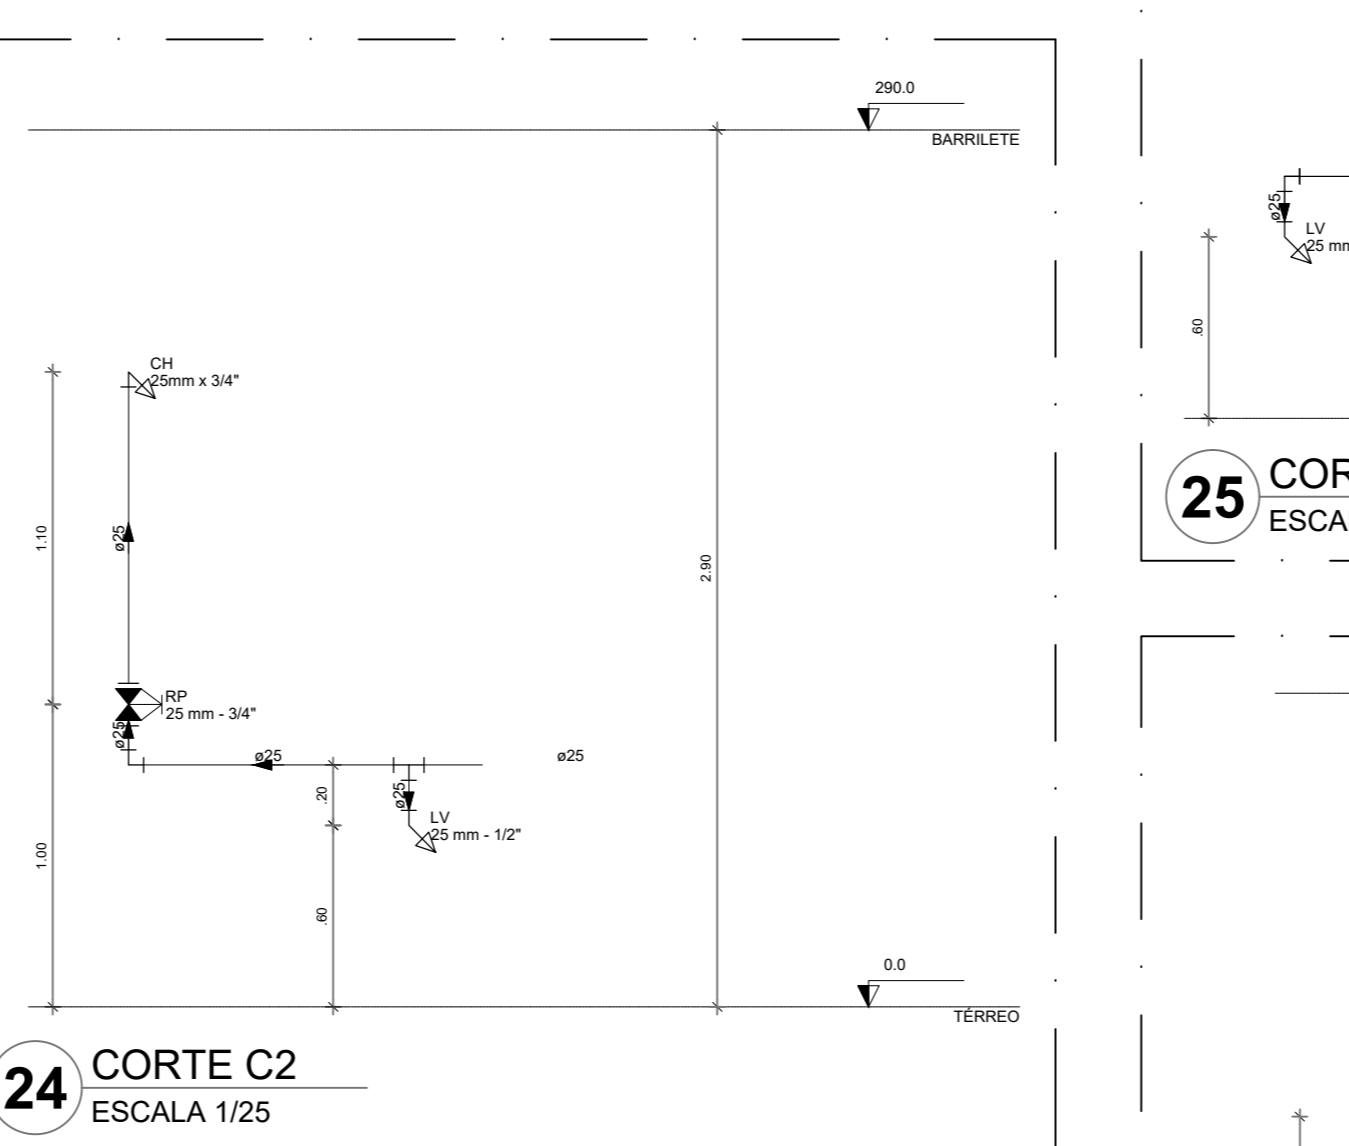 290.0
BARRILETE
CH
25mm x 3/4"
1.10
ø25
2.90
RP
25 mm - 3/4"
ø25
ø25
ø25
.20
ø25
LV
25 mm - 1/2"
1.00
.60
0.0
TÉRREO
24
CORTE C2
ESCALA 1/25
ø25
LV
25 mm
.60
25
COR
ESCAL